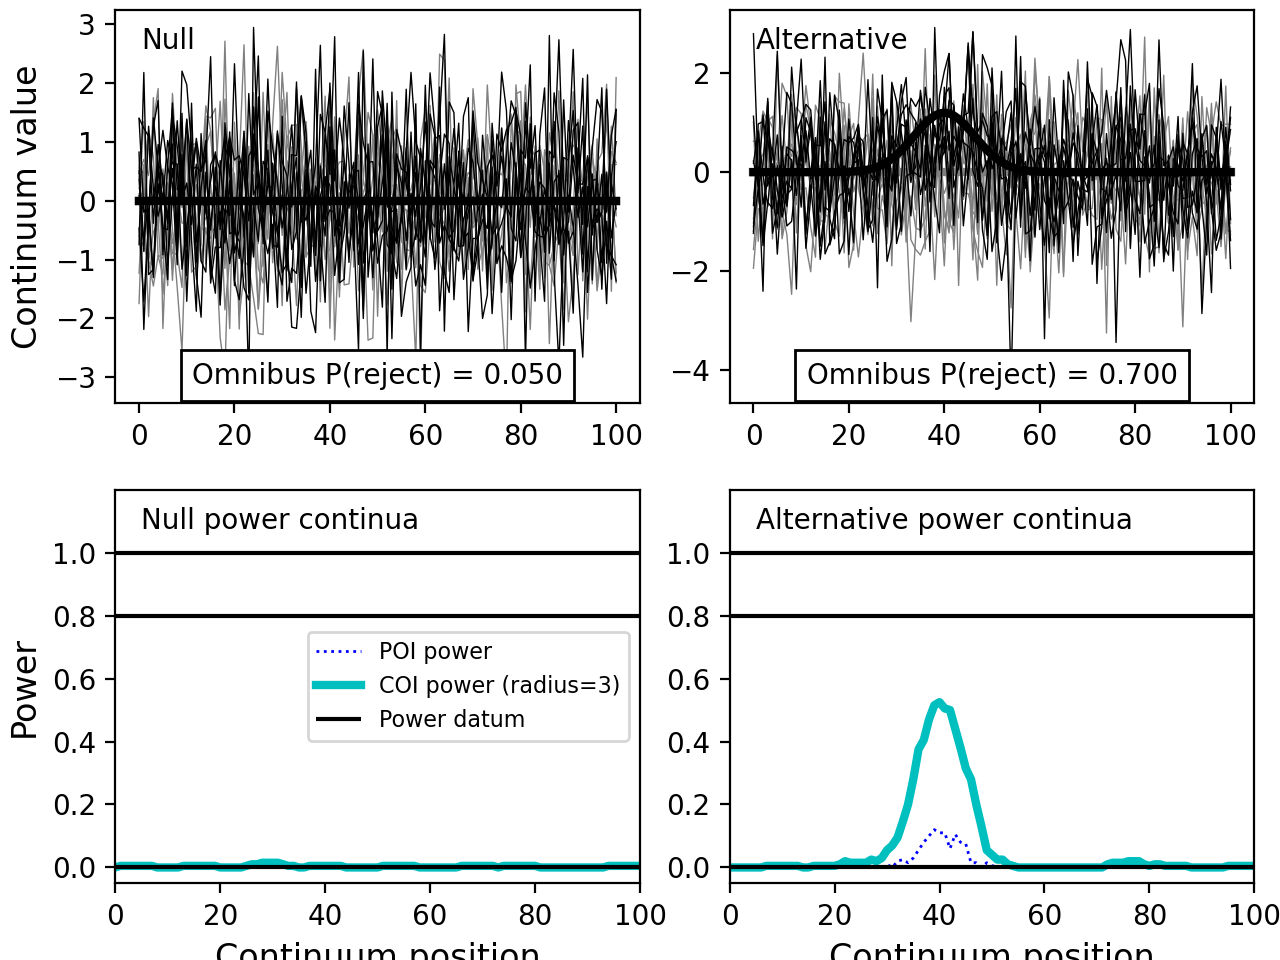 Continuum value
3
2
1
0
−1
−2
−3
Null
Omnibus P(reject) = 0.050
0 20 40 60 80 100
2
0
−2
−4
Alternative
Omnibus P(reject) = 0.700
0 20 40 60 80 100
Power
1.0
0.8
0.6
0.4
0.2
0.0
Null power continua
POI power
COI power (radius=3)
Power datum
0 20 40 60 80 100
Continuum position
1.0
0.8
0.6
0.4
0.2
0.0
Alternative power continua
0 20 40 60 80 100
Continuum position